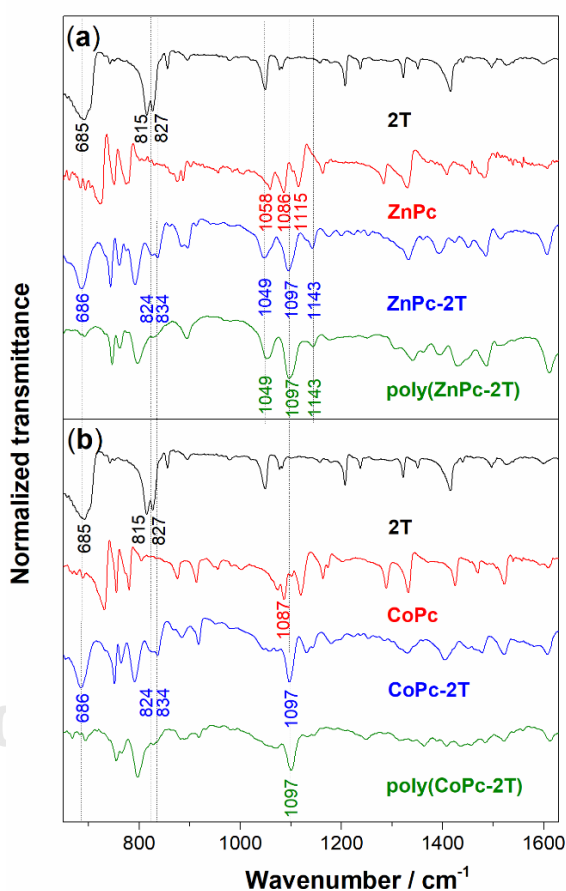 (a)
685
815
827
2T
1058
1086
1115
ZnPc
686
824
834
1049
1097
1143
ZnPc-2T
1049
1097
1143
poly(ZnPc-2T)
(b)
685
815
827
2T
1087
CoPc
686
824
834
1097
CoPc-2T
1097
poly(CoPc-2T)
Normalized transmittance
800 1000 1200 1400 1600
Wavenumber / cm-1